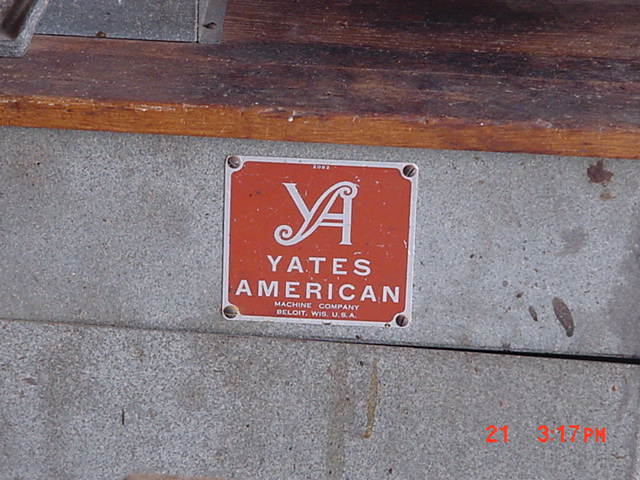 YA
YATES
AMERICAN
MACHINE COMPANY
BELOIT, WIS. U.S.A.
21 3:17PM